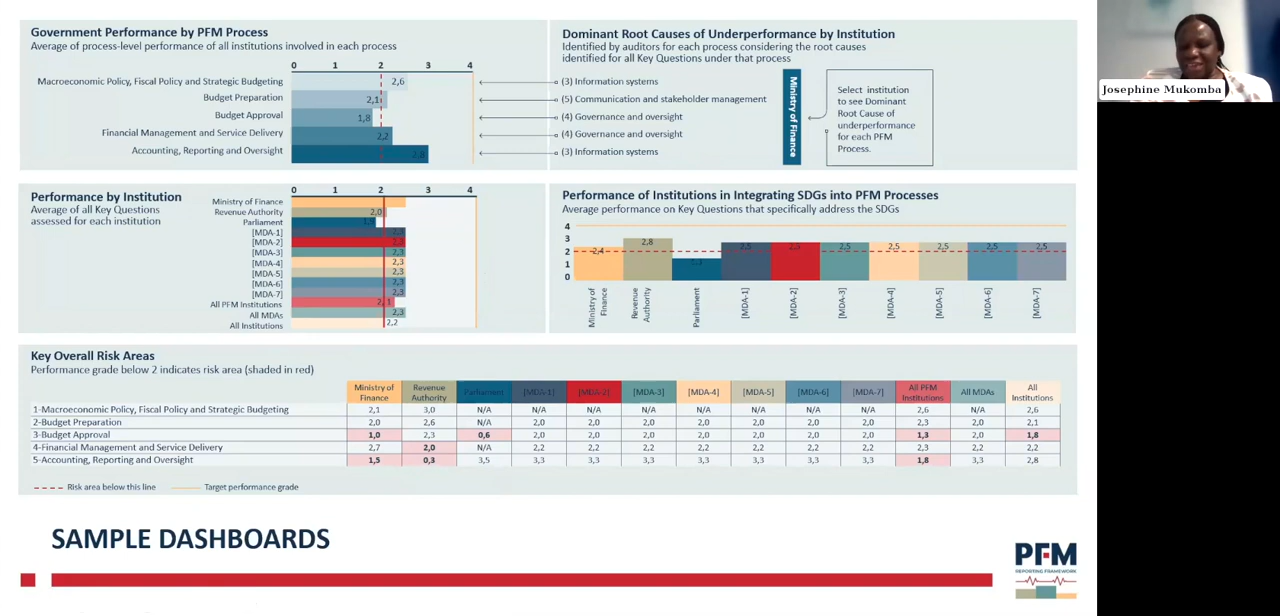 Government Performance by PFM Process
Average of process-level performance of all institutions involved in each process
0 1 2 3 4
Macroeconomic Policy, Fiscal Policy and Strategic Budgeting 2,6
Budget Preparation 2,1
Budget Approval 1,8
Financial Management and Service Delivery 2,2
Accounting, Reporting and Oversight 2,8
Dominant Root Causes of Underperformance by Institution
Identified by auditors for each process considering the root causes
identified for all Key Questions under that process
(3) Information systems
(5) Communication and stakeholder management
(4) Governance and oversight
(4) Governance and oversight
(3) Information systems
Ministry of Finance
Select institution
to see Dominant
Root Cause of
underperformance
for each PFM
Process.
Josephine Mukomba
Performance by Institution
Average of all Key Questions
assessed for each institution
0 1 2 3 4
Ministry of Finance
Revenue Authority 2,0
Parliament
[MDA-1] 2,3
[MDA-2] 2,3
[MDA-3] 2,3
[MDA-4] 2,3
[MDA-5] 2,3
[MDA-6] 2,3
[MDA-7] 2,3
All PFM Institutions 2,1
All MDAs 2,3
All Institutions 2,2
Performance of Institutions in Integrating SDGs into PFM Processes
Average performance on Key Questions that specifically address the SDGs
4
3
2
1
0
2,4 2,8 2,5 2,5 2,5 2,5 2,5 2,5 2,5
Ministry of
Finance
Revenue
Authority
Parliament
[MDA-1]
[MDA-2]
[MDA-3]
[MDA-4]
[MDA-5]
[MDA-6]
[MDA-7]
Key Overall Risk Areas
Performance grade below 2 indicates risk area (shaded in red)
Ministry of Finance Revenue Authority Parliament [MDA-1] [MDA-2] [MDA-3] [MDA-4] [MDA-5] [MDA-6] [MDA-7] All PFM Institutions All MDAs All Institutions
1-Macroeconomic Policy, Fiscal Policy and Strategic Budgeting 2,1 3,0 N/A N/A N/A N/A N/A N/A N/A N/A 2,6 N/A 2,6
2-Budget Preparation 2,0 2,6 N/A 2,0 2,0 2,0 2,0 2,0 2,0 2,0 2,3 2,0 2,1
3-Budget Approval 1,0 2,3 0,6 2,0 2,0 2,0 2,0 2,0 2,0 2,0 1,3 2,0 1,8
4-Financial Management and Service Delivery 2,7 2,0 N/A 2,2 2,2 2,2 2,2 2,2 2,2 2,2 2,3 2,2 2,2
5-Accounting, Reporting and Oversight 1,5 0,3 3,5 3,3 3,3 3,3 3,3 3,3 3,3 3,3 1,8 3,3 2,8
Risk area below this line Target performance grade
SAMPLE DASHBOARDS
PFM
REPORTING FRAMEWORK